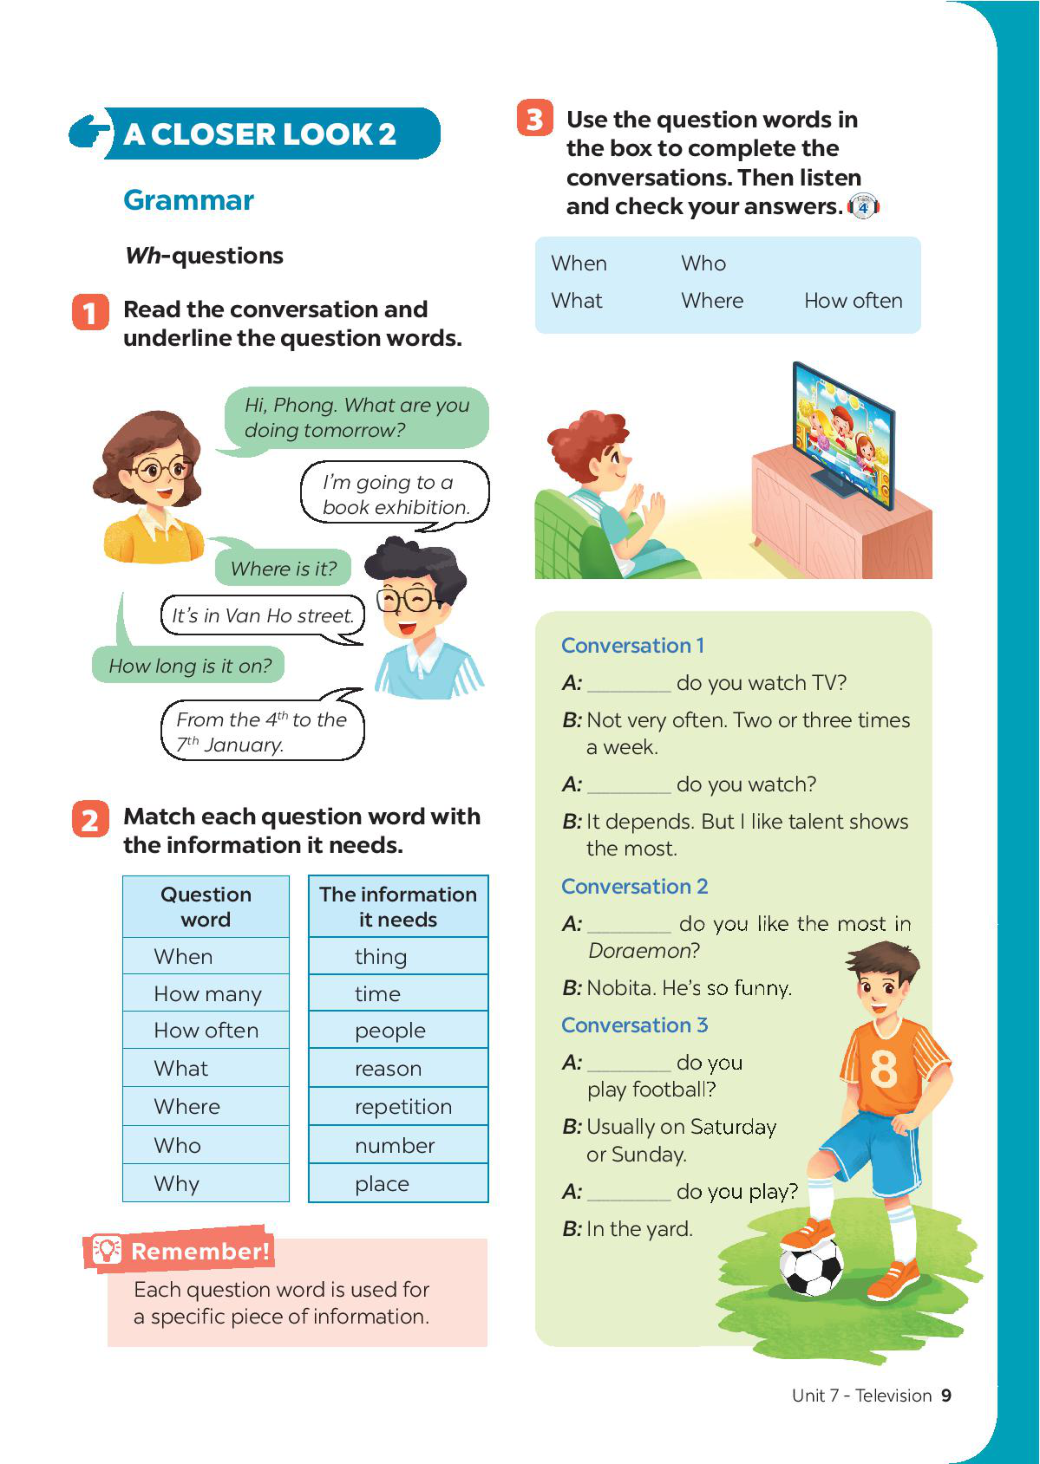 A CLOSER LOOK 2
Grammar
Wh-questions
1 Read the conversation and
underline the question words.
Hi, Phong. What are you
doing tomorrow?
I'm going to a
book exhibition.
Where is it?
It's in Van Ho street.
How long is it on?
From the 4th to the
7th January.
2 Match each question word with
the information it needs.
Question
word
When
How many
How often
What
Where
Who
Why
The information
it needs
thing
time
people
reason
repetition
number
place
Remember!
Each question word is used for
a specific piece of information.
3 Use the question words in
the box to complete the
conversations. Then listen
and check your answers. 4
When Who
What Where How often
Conversation 1
A: ________ do you watch TV?
B: Not very often. Two or three times
a week.
A: ________ do you watch?
B: It depends. But I like talent shows
the most.
Conversation 2
A: ________ do you like the most in
Doraemon?
B: Nobita. He's so funny.
Conversation 3
A: ________ do you
play football?
B: Usually on Saturday
or Sunday.
A: ________ do you play?
B: In the yard.
8
Unit 7 - Television 9